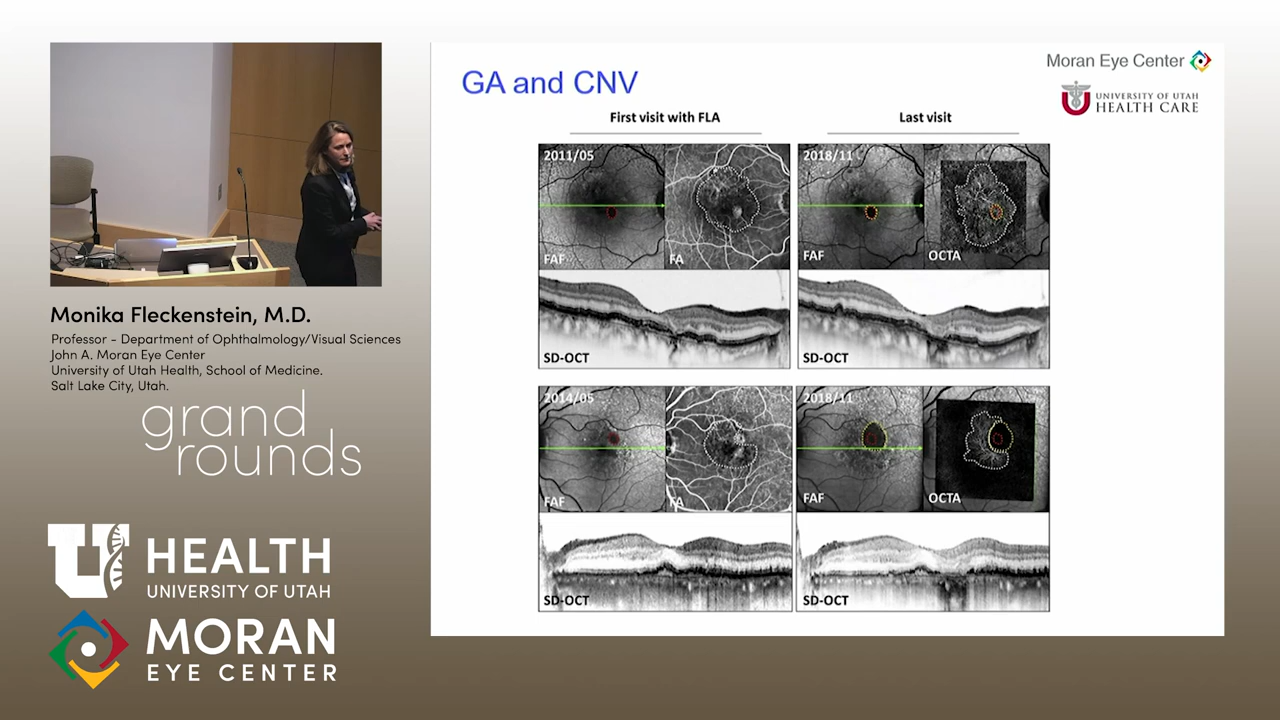 GA and CNV
Moran Eye Center
UNIVERSITY OF UTAH
HEALTH CARE
First visit with FLA
Last visit
2011/05
FAF
FA
2018/11
FAF
OCTA
SD-OCT
SD-OCT
2014/05
FAF
FA
2018/11
FAF
OCTA
SD-OCT
SD-OCT
Monika Fleckenstein, M.D.
Professor - Department of Ophthalmology/Visual Sciences
John A. Moran Eye Center
University of Utah Health, School of Medicine.
Salt Lake City, Utah.
grand
rounds
U HEALTH
UNIVERSITY OF UTAH
MORAN
EYE CENTER